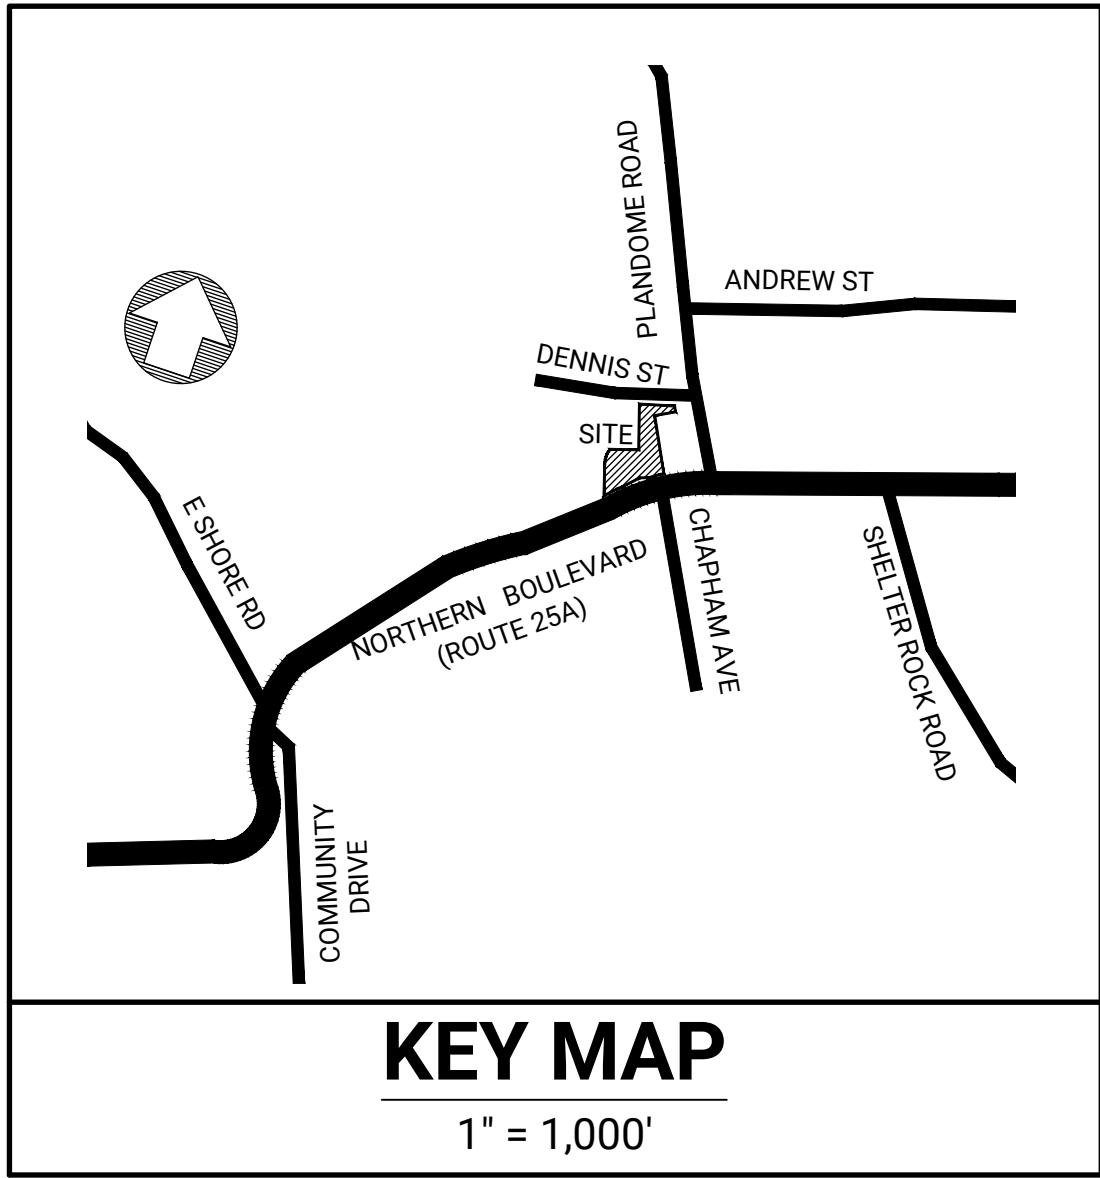 PLANDOME ROAD
ANDREW ST
DENNIS ST
SITE
E SHORE RD
NORTHERN BOULEVARD
(ROUTE 25A)
CHAPHAM AVE
SHELTER ROCK ROAD
COMMUNITY
DRIVE
KEY MAP
1" = 1,000'